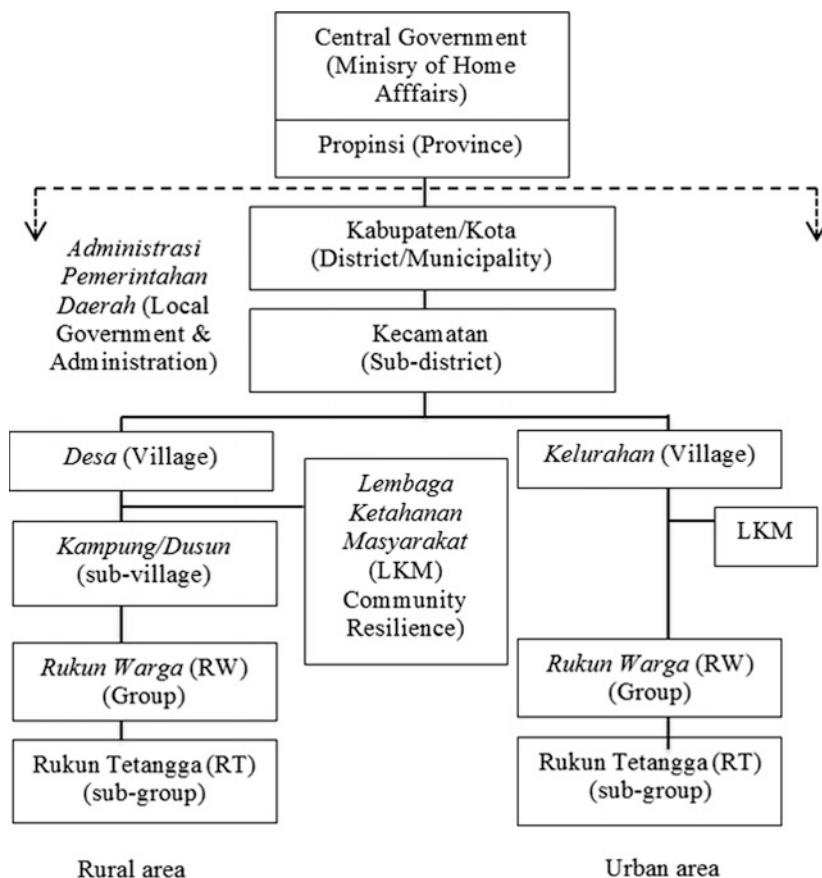 Central Government
(Minisry of Home
Afffairs)
Propinsi (Province)
Kabupaten/Kota
(District/Municipality)
Administrasi
Pemerintahan
Daerah (Local
Government &
Administration)
Kecamatan
(Sub-district)
Desa (Village)
Kelurahan (Village)
Lembaga
Ketahanan
Masyarakat
(LKM)
Community
Resilience)
LKM
Kampung/Dusun
(sub-village)
Rukun Warga (RW)
(Group)
Rukun Warga (RW)
(Group)
Rukun Tetangga (RT)
(sub-group)
Rukun Tetangga (RT)
(sub-group)
Rural area
Urban area